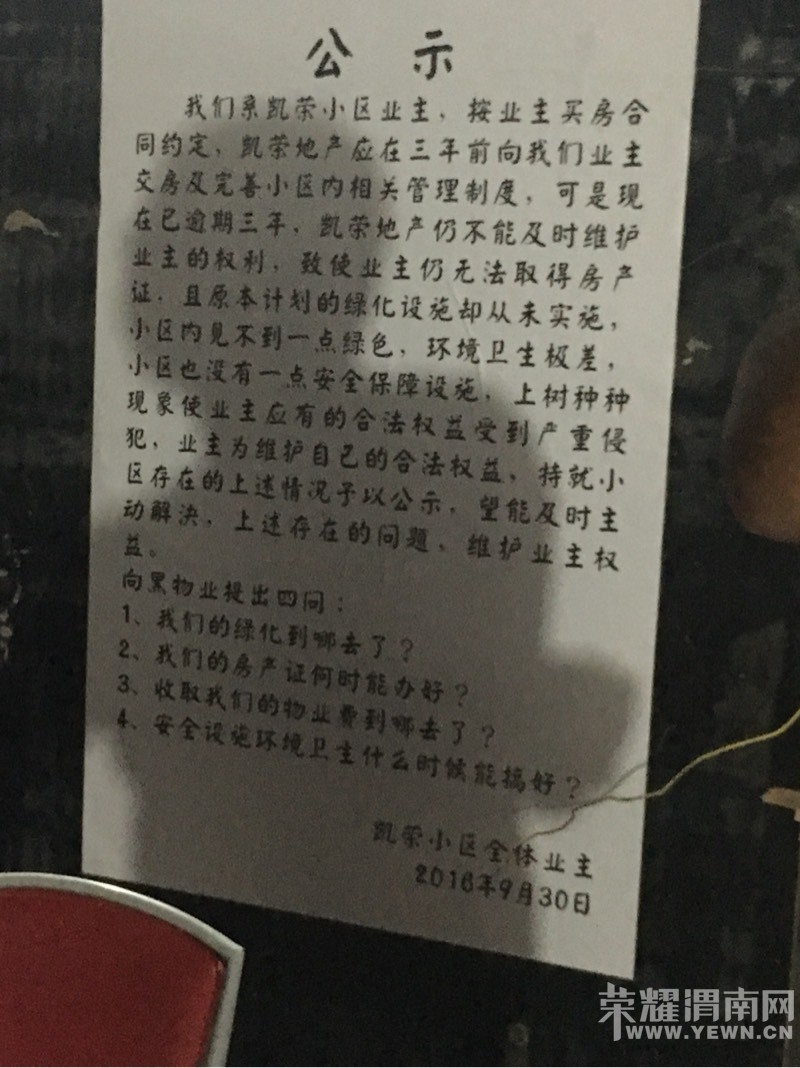 公 示
我们系凯荣小区业主，按业主买房合
同约定，凯荣地产应在三年前向我们业主
交房及完善小区内相关管理制度，可是现
在已逾期三年，凯荣地产仍不能及时维护
业主的权利，致使业主仍无法取得房产
证，且原本计划的绿化设施却从未实施，
小区内见不到一点绿色，环境卫生极差，
小区也没有一点安全保障设施，上树种种
现象使业主应有的合法权益受到严重侵
犯，业主为维护自己的合法权益，持就小
区存在的上述情况予以公示，望能及时主
动解决，上述存在的问题，维护业主权
益。
向黑物业提出四问：
1、我们的绿化到哪去了？
2、我们的房产证何时能办好？
3、收取我们的物业费到哪去了？
4、安全设施环境卫生什么时候能搞好？
凯荣小区全体业主
2016年9月30日
荣耀渭南网
WWW.YEWN.CN